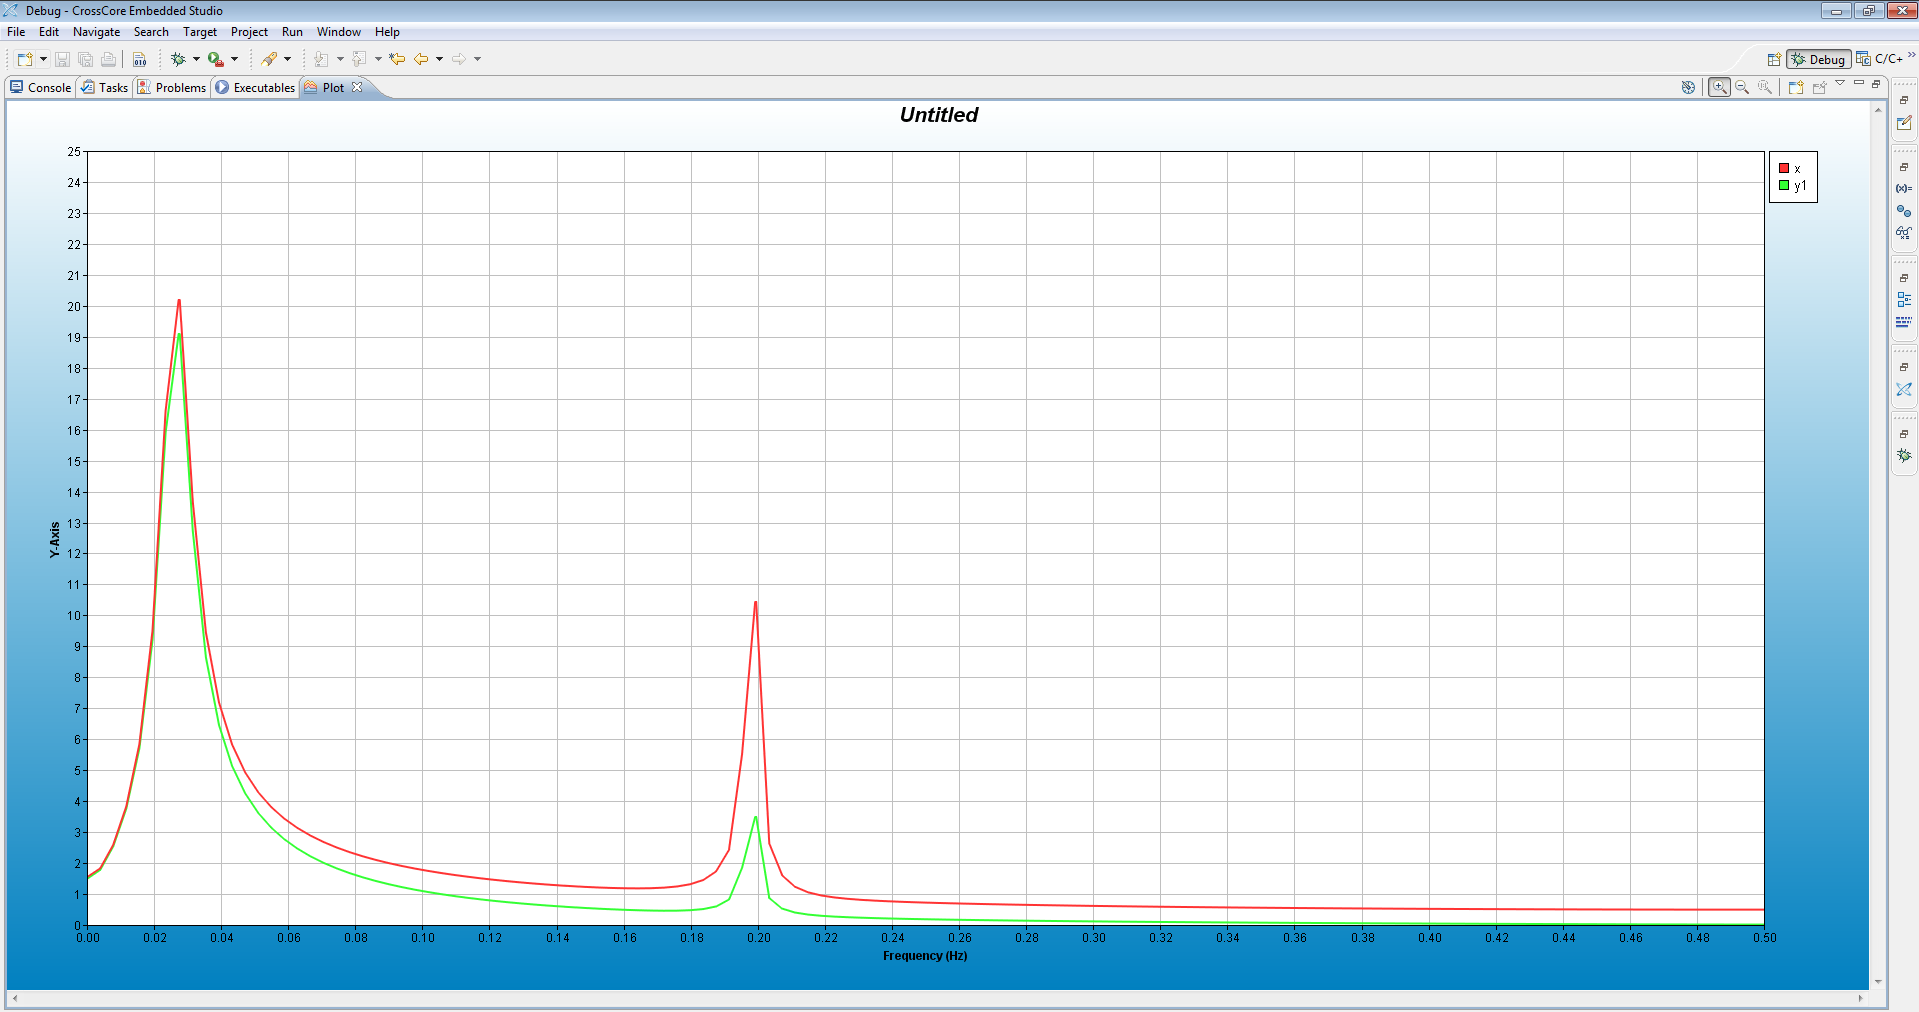 Debug - CrossCore Embedded Studio
File Edit Navigate Search Target Project Run Window Help
010
Debug C/C+ »
Console Tasks Problems Executables Plot
Untitled
x
y1
(x)=
25
24
23
22
21
20
19
18
17
16
15
14
13
12
11
10
9
8
7
6
5
4
3
2
1
0
Y-Axis
0.00 0.02 0.04 0.06 0.08 0.10 0.12 0.14 0.16 0.18 0.20 0.22 0.24 0.26 0.28 0.30 0.32 0.34 0.36 0.38 0.40 0.42 0.44 0.46 0.48 0.50
Frequency (Hz)